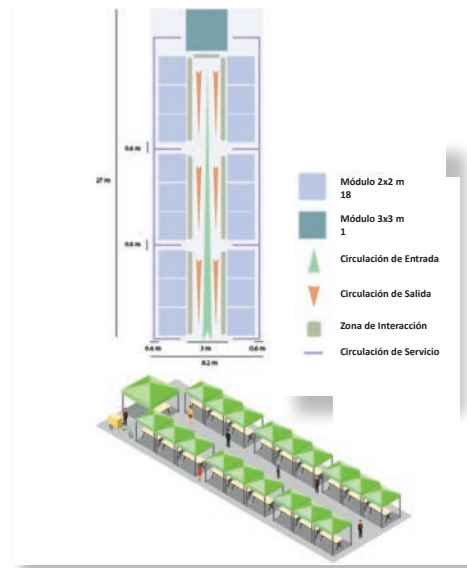 0.6 m
27 m
0.6 m
0.6 m
3 m
0.6 m
8.2 m
Módulo 2x2 m
18
Módulo 3x3 m
1
Circulación de Entrada
Circulación de Salida
Zona de Interacción
Circulación de Servicio